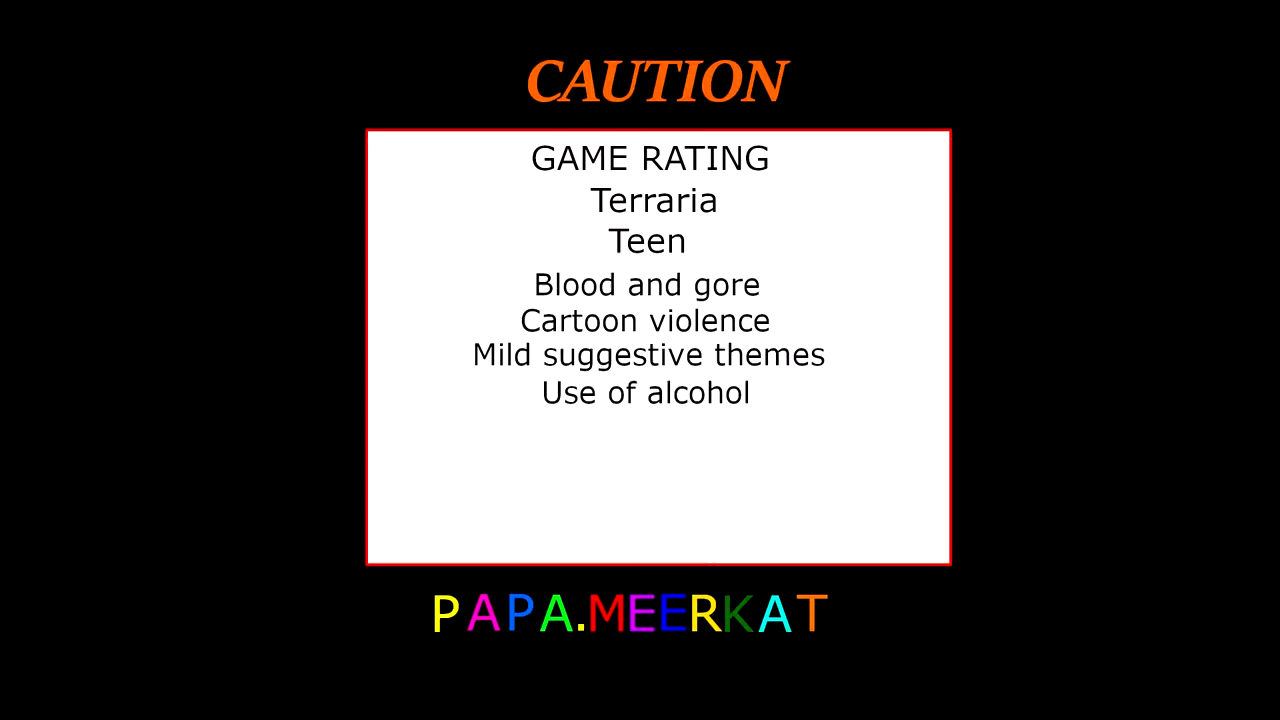 CAUTION
GAME RATING
Terraria
Teen
Blood and gore
Cartoon violence
Mild suggestive themes
Use of alcohol
PAPA.MEERKAT